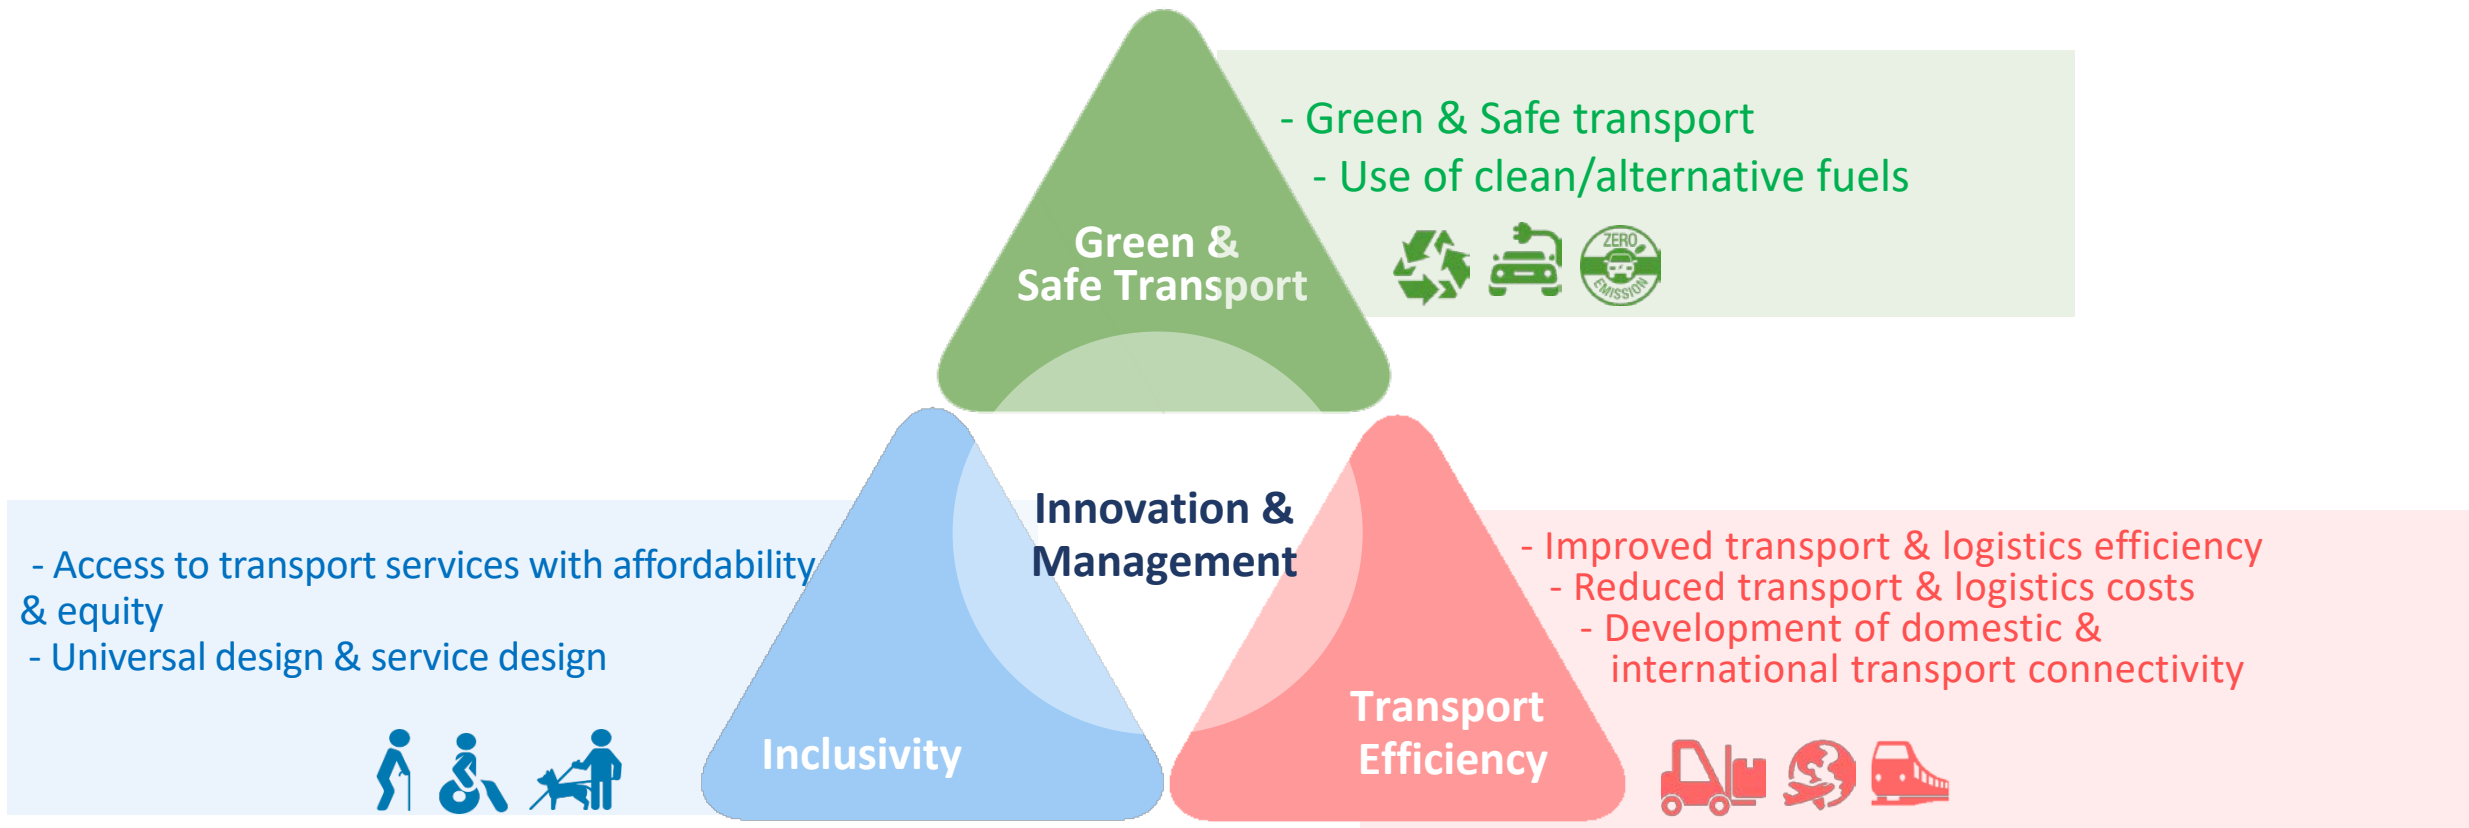 - Green & Safe transport
- Use of clean/alternative fuels
ZERO
EMISSION
Green &
Safe Transport
Innovation &
Management
- Access to transport services with affordability
& equity
- Universal design & service design
Inclusivity
- Improved transport & logistics efficiency
- Reduced transport & logistics costs
- Development of domestic &
international transport connectivity
Transport
Efficiency